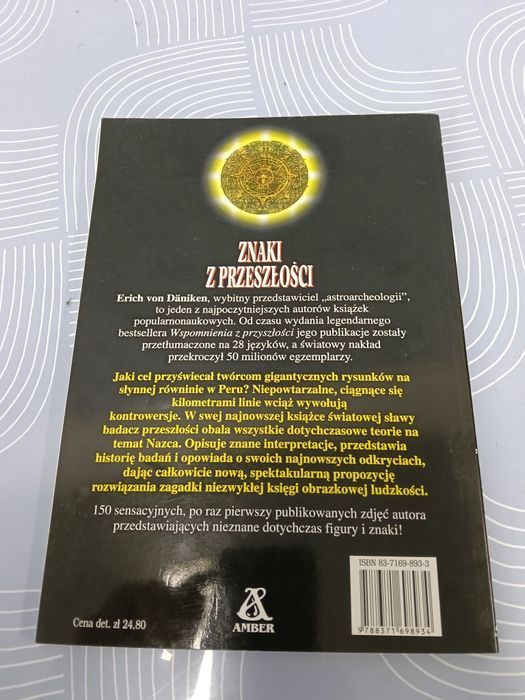 ZNAKI
Z PRZESZŁOŚCI
Erich von Däniken, wybitny przedstawiciel „astroarcheologii”,
to jeden z najpoczytniejszych autorów książek
popularnonaukowych. Od czasu wydania legendarnego
bestsellera Wspomnienia z przyszłości jego publikacje zostały
przetłumaczone na 28 języków, a światowy nakład
przekroczył 50 milionów egzemplarzy.
Jaki cel przyświecał twórcom gigantycznych rysunków na
słynnej równinie w Peru? Niepowtarzalne, ciągnące się
kilometrami linie wciąż wywołują
kontrowersje. W swej najnowszej książce światowej sławy
badacz przeszłości obala wszystkie dotychczasowe teorie na
temat Nazca. Opisuje znane interpretacje, przedstawia
historię badań i opowiada o swoich najnowszych odkryciach,
dając całkowicie nową, spektakularną propozycję
rozwiązania zagadki niezwykłej księgi obrazkowej ludzkości.
150 sensacyjnych, po raz pierwszy publikowanych zdjęć autora
przedstawiających nieznane dotychczas figury i znaki!
ISBN 83-7169-893-3
9 788371 698934
Cena det. zł 24,80
AMBER